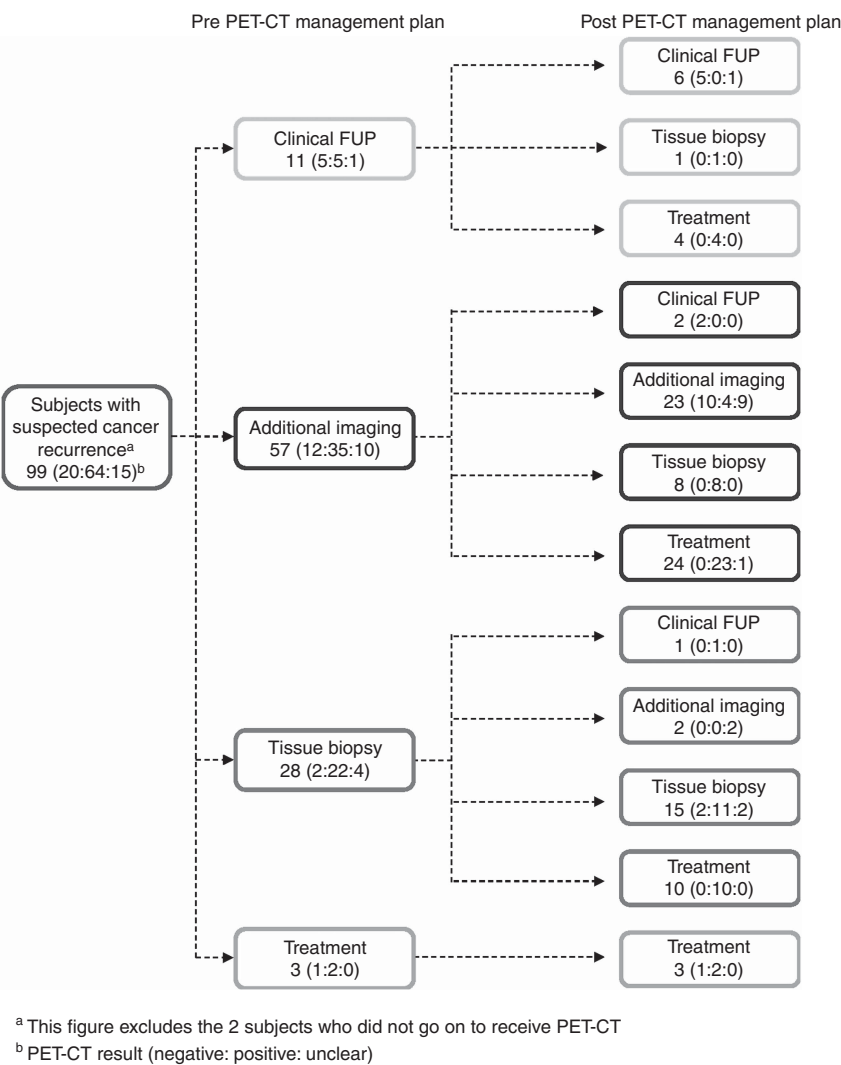 Pre PET-CT management plan
Post PET-CT management plan
Subjects with
suspected cancer
recurrenceᵃ
99 (20:64:15)ᵇ
Clinical FUP
11 (5:5:1)
Clinical FUP
6 (5:0:1)
Tissue biopsy
1 (0:1:0)
Treatment
4 (0:4:0)
Additional imaging
57 (12:35:10)
Clinical FUP
2 (2:0:0)
Additional imaging
23 (10:4:9)
Tissue biopsy
8 (0:8:0)
Treatment
24 (0:23:1)
Tissue biopsy
28 (2:22:4)
Clinical FUP
1 (0:1:0)
Additional imaging
2 (0:0:2)
Tissue biopsy
15 (2:11:2)
Treatment
10 (0:10:0)
Treatment
3 (1:2:0)
Treatment
3 (1:2:0)
ᵃ This figure excludes the 2 subjects who did not go on to receive PET-CT
ᵇ PET-CT result (negative: positive: unclear)